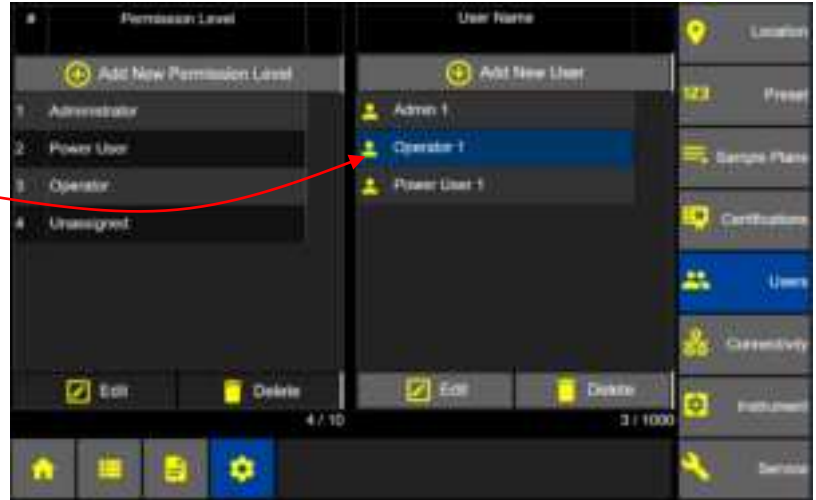 # Permission Level
Add New Permission Level
1 Administrator
2 Power User
3 Operator
4 Unassigned
Edit Delete
4 / 10
User Name
Add New User
Admin 1
Operator 1
Power User 1
Edit Delete
3 / 1000
Location
123 Preset
Sample Plans
Certifications
Users
Connectivity
Instrument
Service